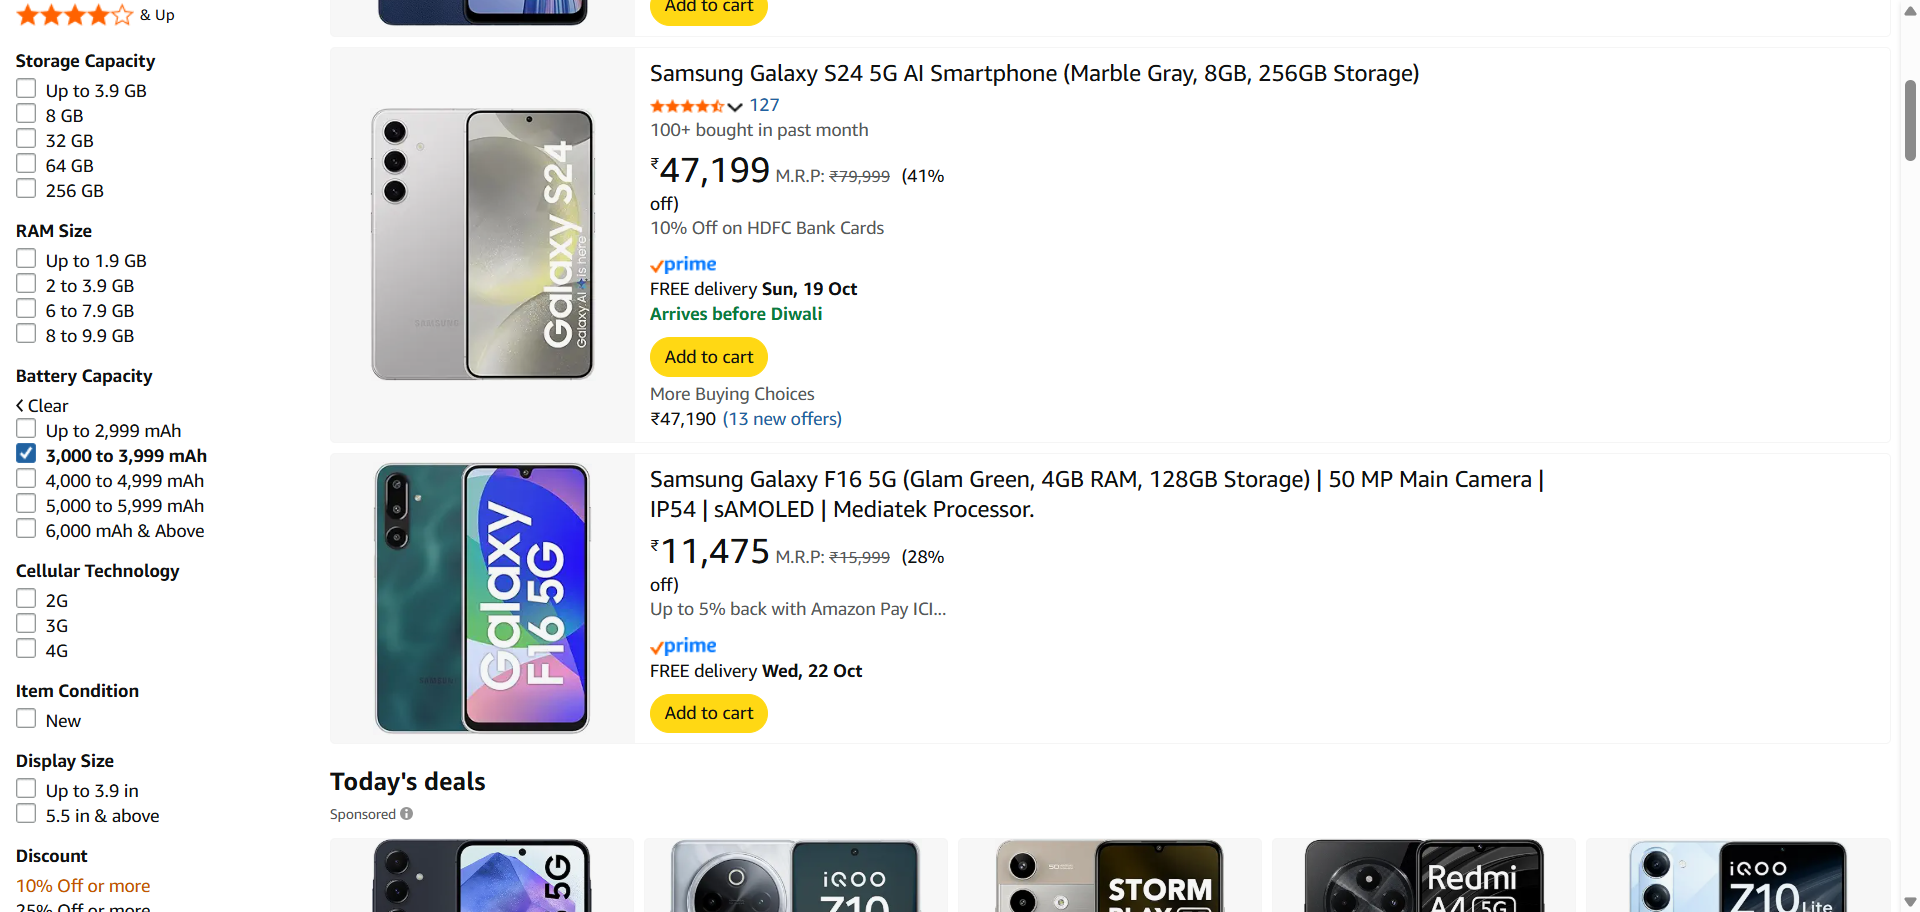 & Up
Storage Capacity
Up to 3.9 GB
8 GB
32 GB
64 GB
256 GB
RAM Size
Up to 1.9 GB
2 to 3.9 GB
6 to 7.9 GB
8 to 9.9 GB
Battery Capacity
Clear
Up to 2,999 mAh
3,000 to 3,999 mAh
4,000 to 4,999 mAh
5,000 to 5,999 mAh
6,000 mAh & Above
Cellular Technology
2G
3G
4G
Item Condition
New
Display Size
Up to 3.9 in
5.5 in & above
Discount
10% Off or more
25% Off or more
Add to cart
SAMSUNG
Galaxy S24
Galaxy AI is here
Samsung Galaxy S24 5G AI Smartphone (Marble Gray, 8GB, 256GB Storage)
127
100+ bought in past month
₹47,199 M.R.P: ₹79,999 (41%
off)
10% Off on HDFC Bank Cards
prime
FREE delivery Sun, 19 Oct
Arrives before Diwali
Add to cart
More Buying Choices
₹47,190 (13 new offers)
SAMSUNG
Galaxy
F16 5G
Samsung Galaxy F16 5G (Glam Green, 4GB RAM, 128GB Storage) | 50 MP Main Camera |
IP54 | sAMOLED | Mediatek Processor.
₹11,475 M.R.P: ₹15,999 (28%
off)
Up to 5% back with Amazon Pay ICI...
prime
FREE delivery Wed, 22 Oct
Add to cart
Today's deals
Sponsored
5G
iQOO
Z10
STORM
PLAY
Redmi
A4 5G
iQOO
Z10 Lite